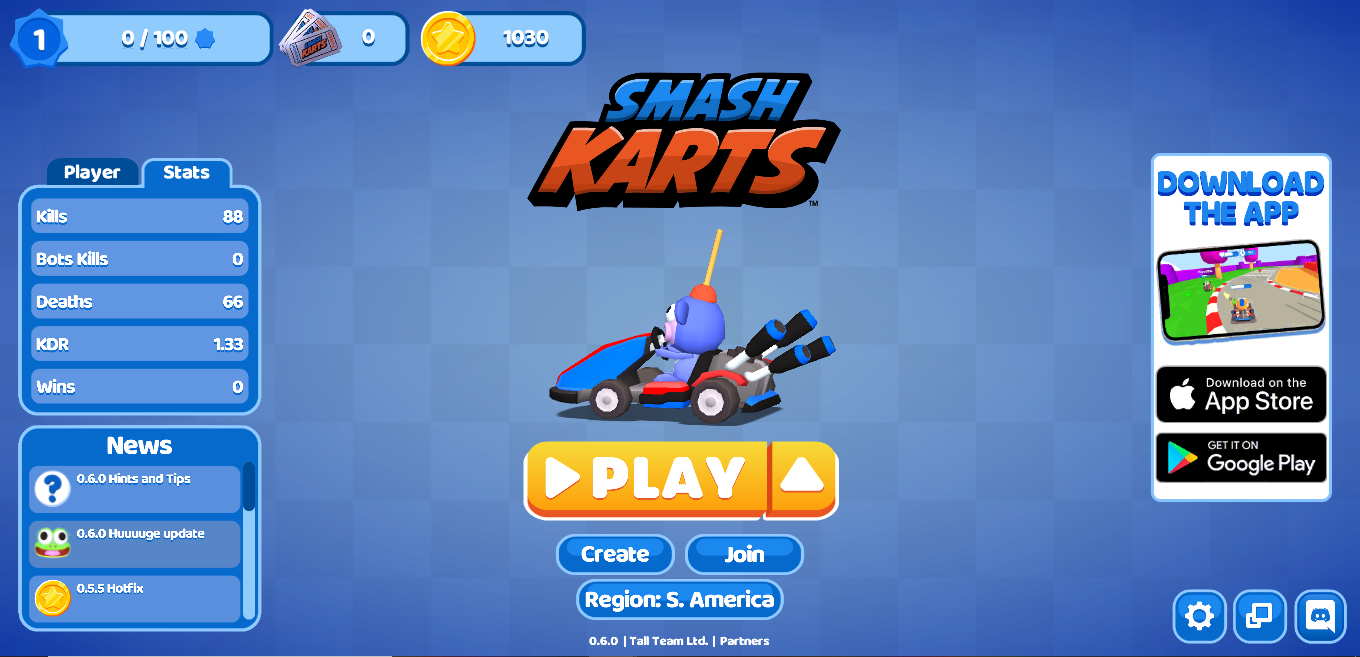 1
0 / 100
SMASH KARTS
0
1030
SMASH
KARTS
™
Player
Stats
Kills 88
Bots Kills 0
Deaths 66
KDR 1.33
Wins 0
News
0.6.0 Hints and Tips
0.6.0 Huuuuge update
0.5.5 Hotfix
PLAY
Create
Join
Region: S. America
0.6.0 | Tall Team Ltd. | Partners
DOWNLOAD
THE APP
Download on the
App Store
GET IT ON
Google Play